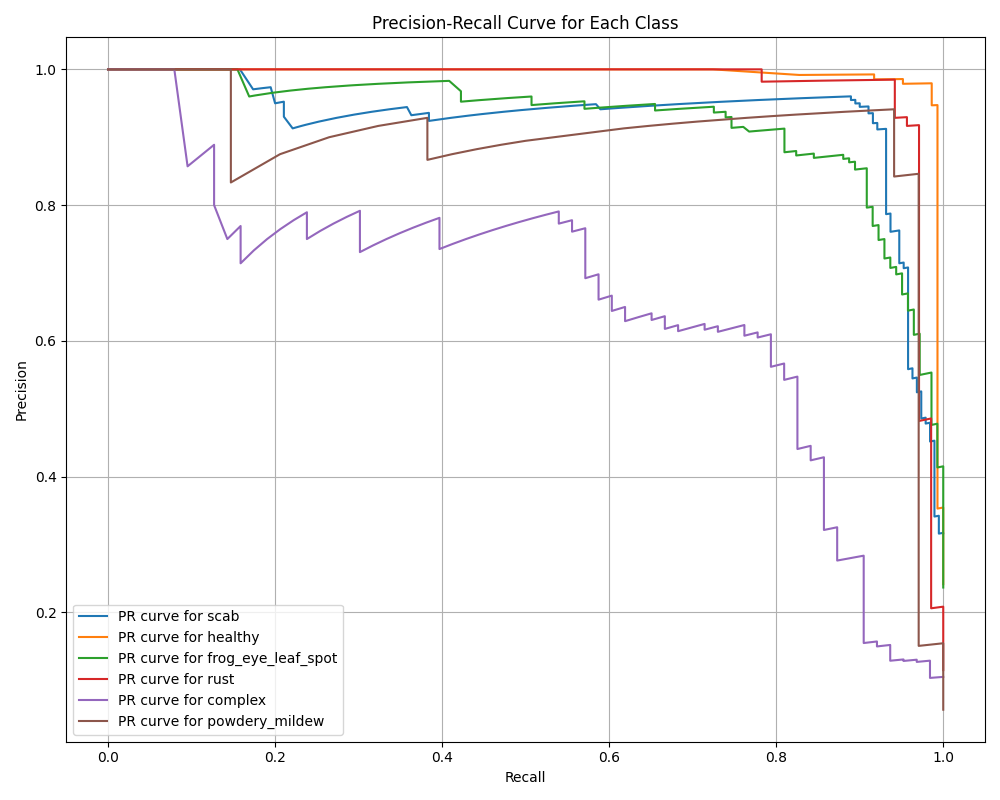 Precision-Recall Curve for Each Class
1.0
0.8
0.6
0.4
0.2
Precision
PR curve for scab
PR curve for healthy
PR curve for frog_eye_leaf_spot
PR curve for rust
PR curve for complex
PR curve for powdery_mildew
0.0 0.2 0.4 0.6 0.8 1.0
Recall